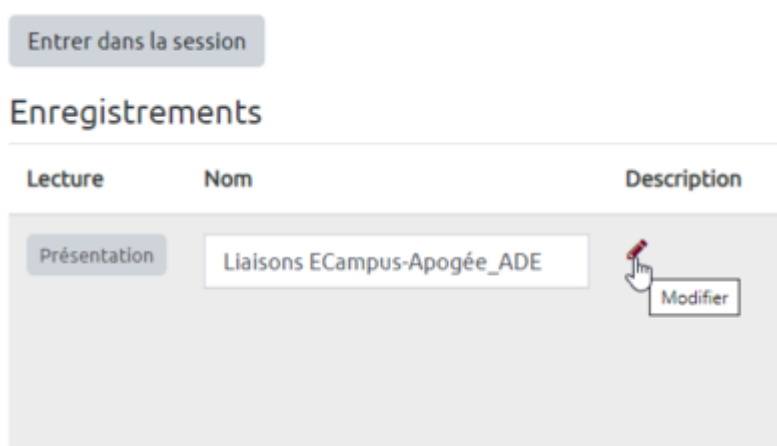 Entrer dans la session
Enregistrements
Lecture Nom Description
Présentation Liaisons ECampus-Apogée_ADE
Modifier